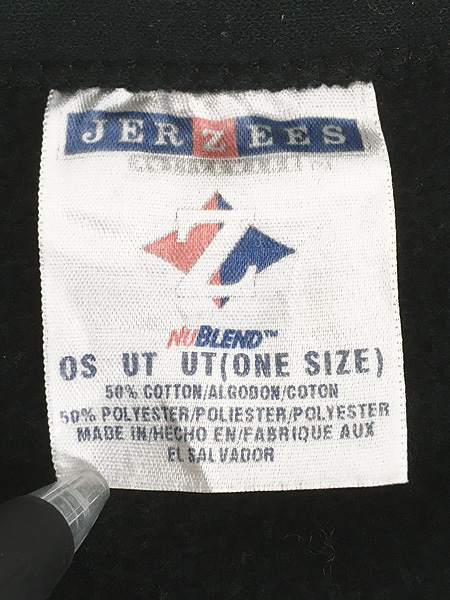 JERZEES
Z
NUBLEND™
OS UT UT(ONE SIZE)
50% COTTON/ALGODON/COTON
50% POLYESTER/POLIESTER/POLYESTER
MADE IN/HECHO EN/FABRIQUE AUX
EL SALVADOR